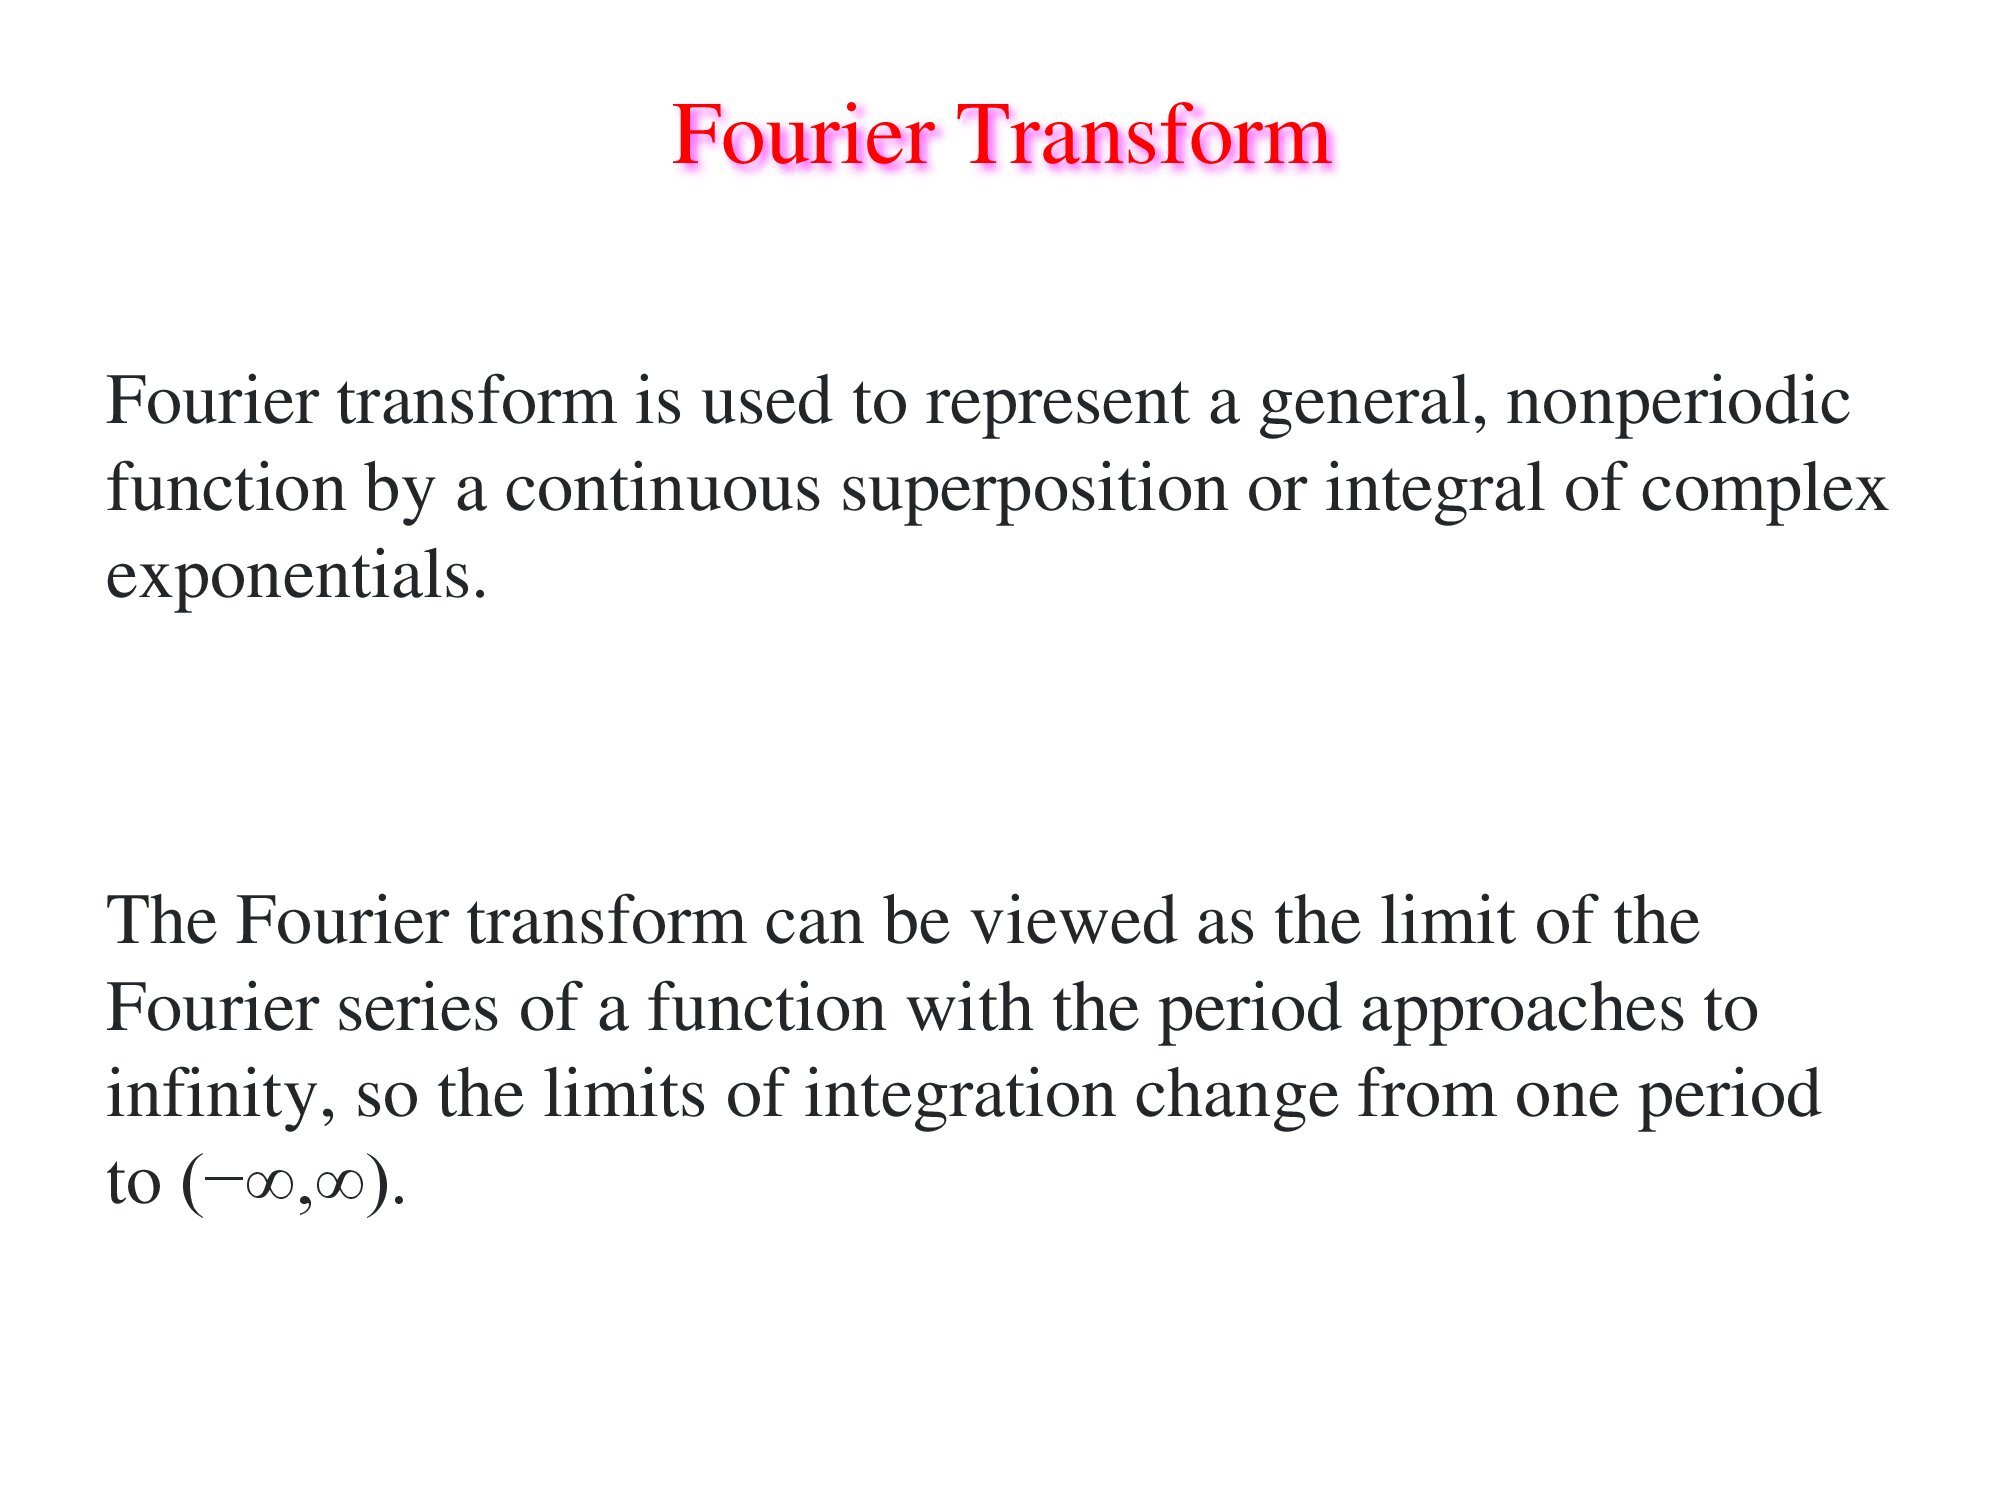 Fourier Transform
Fourier transform is used to represent a general, nonperiodic
function by a continuous superposition or integral of complex
exponentials.
The Fourier transform can be viewed as the limit of the
Fourier series of a function with the period approaches to
infinity, so the limits of integration change from one period
to (−∞,∞).